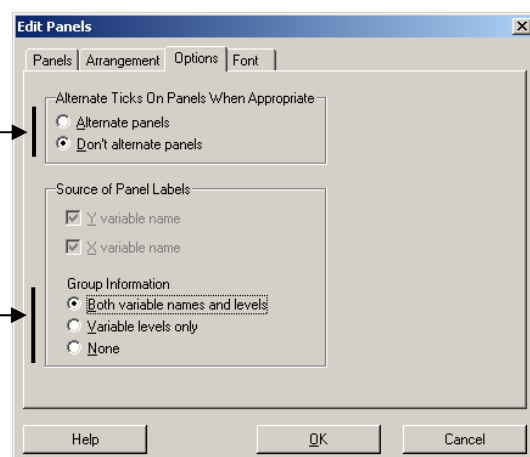 Edit Panels
Panels Arrangement Options Font
Alternate Ticks On Panels When Appropriate
Alternate panels
Don't alternate panels
Source of Panel Labels
Y variable name
X variable name
Group Information
Both variable names and levels
Variable levels only
None
Help OK Cancel